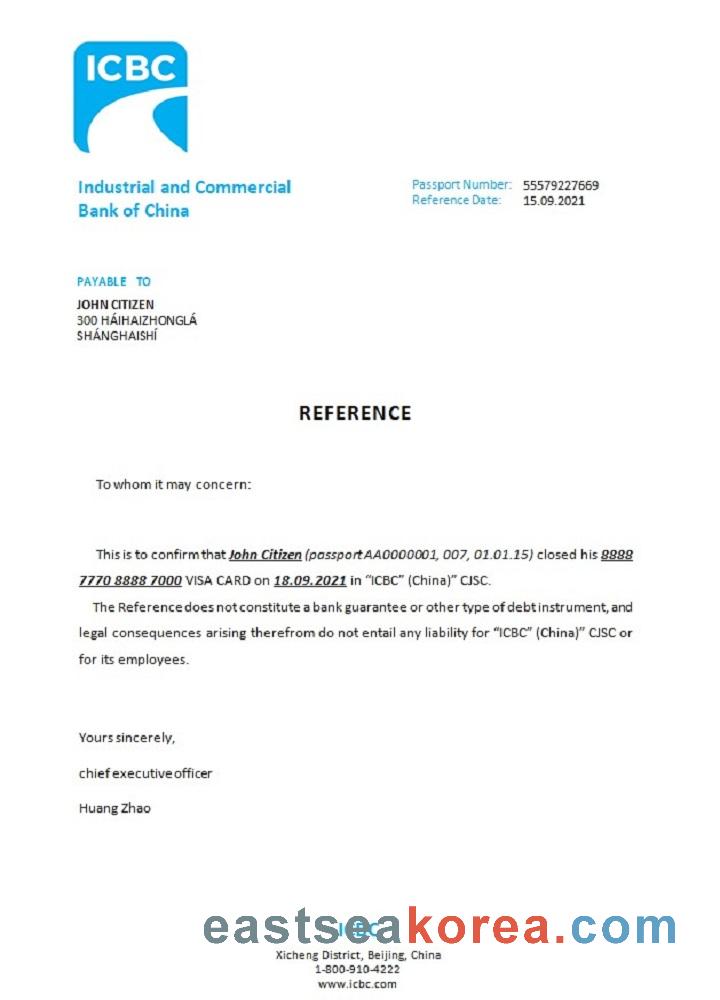 ICBC
Industrial and Commercial
Bank of China
Passport Number: 55579227669
Reference Date: 15.09.2021
PAYABLE TO
JOHN CITIZEN
300 HÁIHAIZHONGLÁ
SHÁNGHAISHÍ
REFERENCE
To whom it may concern:
This is to confirm that John Citizen (passport AA0000001, 007, 01.01.15) closed his 8888
7770 8888 7000 VISA CARD on 18.09.2021 in “ICBC” (China)” CJSC.
The Reference does not constitute a bank guarantee or other type of debt instrument, and
legal consequences arising therefrom do not entail any liability for “ICBC” (China)” CJSC or
for its employees.
Yours sincerely,
chief executive officer
Huang Zhao
ICBC
eastseakorea.com
Xicheng District, Beijing, China
1-800-910-4222
www.icbc.com